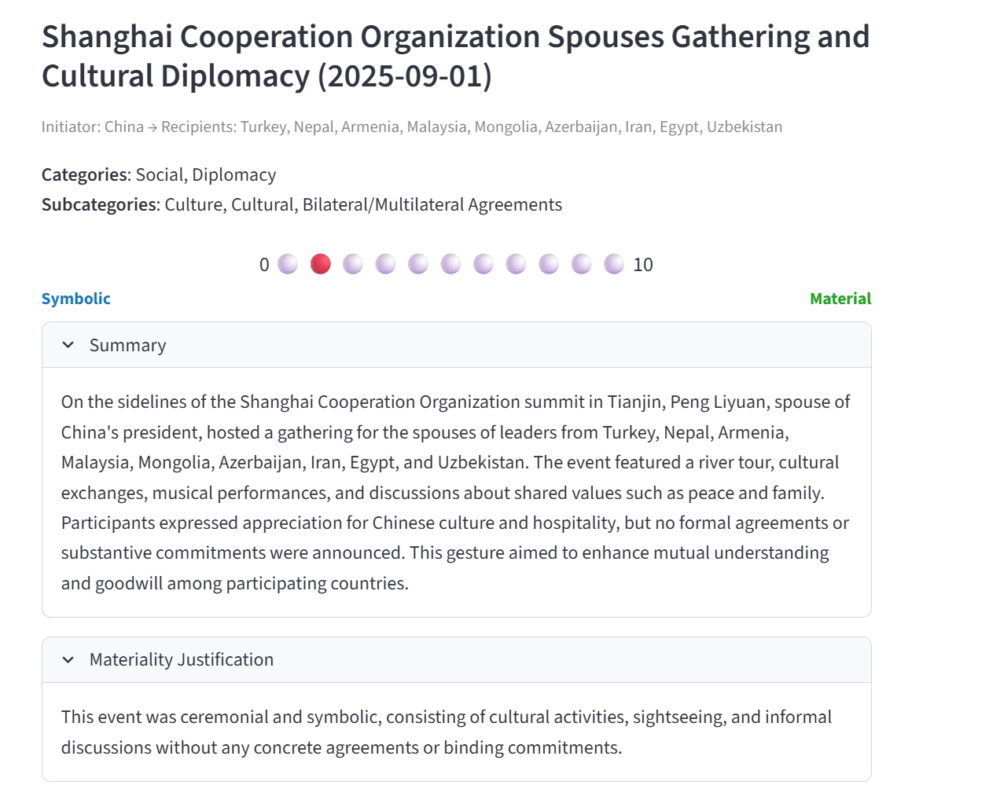 Shanghai Cooperation Organization Spouses Gathering and
Cultural Diplomacy (2025-09-01)
Initiator: China → Recipients: Turkey, Nepal, Armenia, Malaysia, Mongolia, Azerbaijan, Iran, Egypt, Uzbekistan
Categories: Social, Diplomacy
Subcategories: Culture, Cultural, Bilateral/Multilateral Agreements
0 10
Symbolic Material
Summary
On the sidelines of the Shanghai Cooperation Organization summit in Tianjin, Peng Liyuan, spouse of
China's president, hosted a gathering for the spouses of leaders from Turkey, Nepal, Armenia,
Malaysia, Mongolia, Azerbaijan, Iran, Egypt, and Uzbekistan. The event featured a river tour, cultural
exchanges, musical performances, and discussions about shared values such as peace and family.
Participants expressed appreciation for Chinese culture and hospitality, but no formal agreements or
substantive commitments were announced. This gesture aimed to enhance mutual understanding
and goodwill among participating countries.
Materiality Justification
This event was ceremonial and symbolic, consisting of cultural activities, sightseeing, and informal
discussions without any concrete agreements or binding commitments.